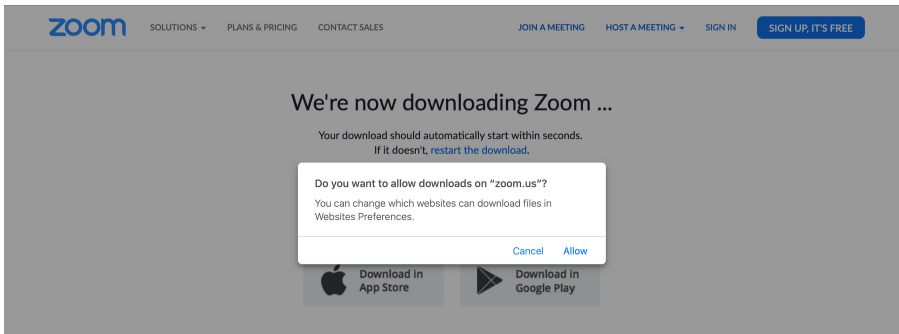 zoom SOLUTIONS PLANS & PRICING CONTACT SALES JOIN A MEETING HOST A MEETING SIGN IN SIGN UP, IT'S FREE
We're now downloading Zoom ...
Your download should automatically start within seconds.
If it doesn't, restart the download.
Do you want to allow downloads on “zoom.us”?
You can change which websites can download files in
Websites Preferences.
Cancel Allow
Download in
App Store
Download in
Google Play